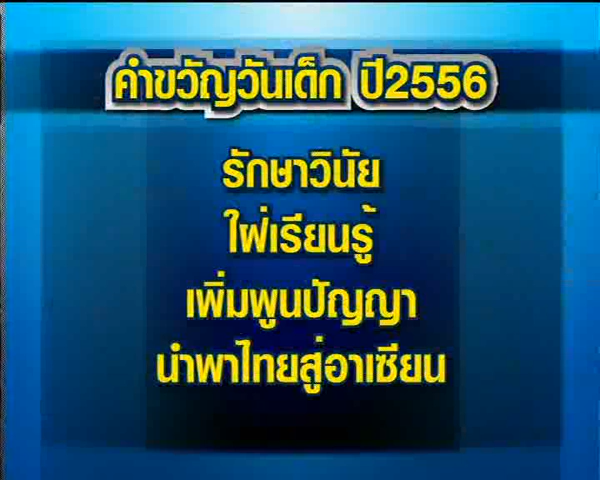 คำขวัญวันเด็ก ปี2556
รักษาวินัย
ใฝ่เรียนรู้
เพิ่มพูนปัญญา
นำพาไทยสู่อาเซียน